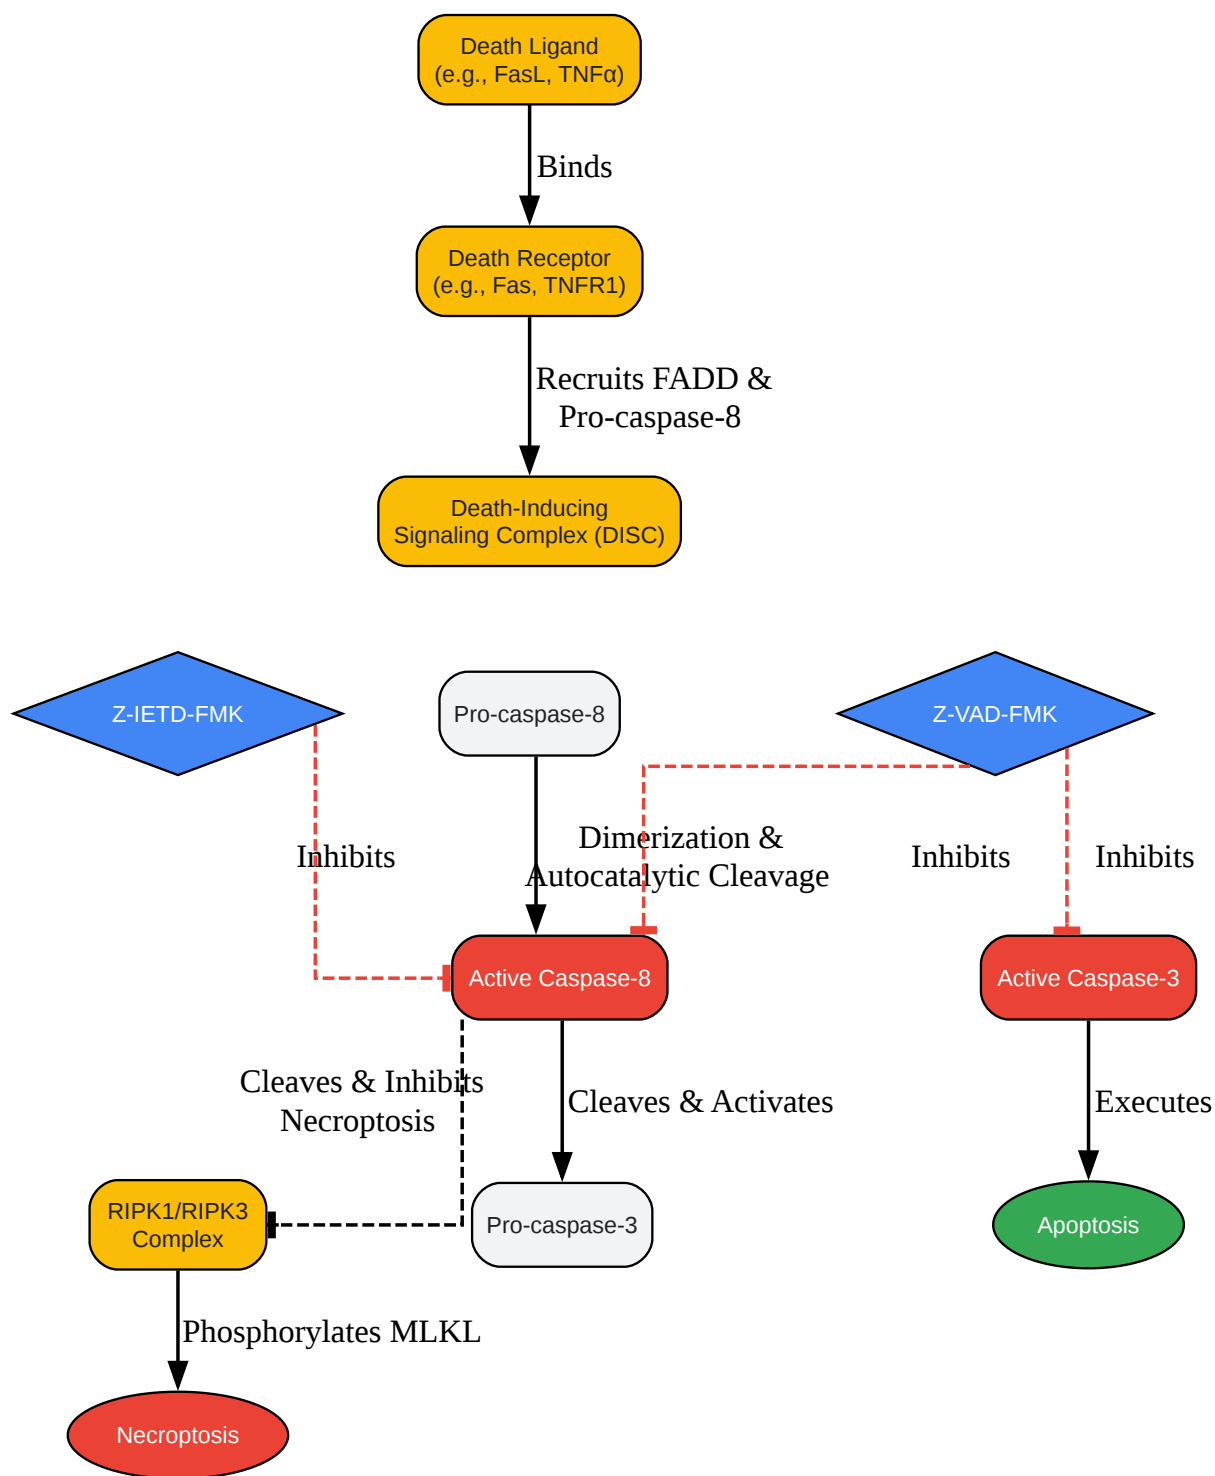 Death Ligand
(e.g., FasL, TNFα)
Binds
Death Receptor
(e.g., Fas, TNFR1)
Recruits FADD &
Pro-caspase-8
Death-Inducing
Signaling Complex (DISC)
Z-IETD-FMK
Pro-caspase-8
Z-VAD-FMK
Inhibits
Dimerization &
Autocatalytic Cleavage
Inhibits
Inhibits
Active Caspase-8
Active Caspase-3
Cleaves & Inhibits
Necroptosis
Cleaves & Activates
Executes
RIPK1/RIPK3
Complex
Pro-caspase-3
Apoptosis
Phosphorylates MLKL
Necroptosis